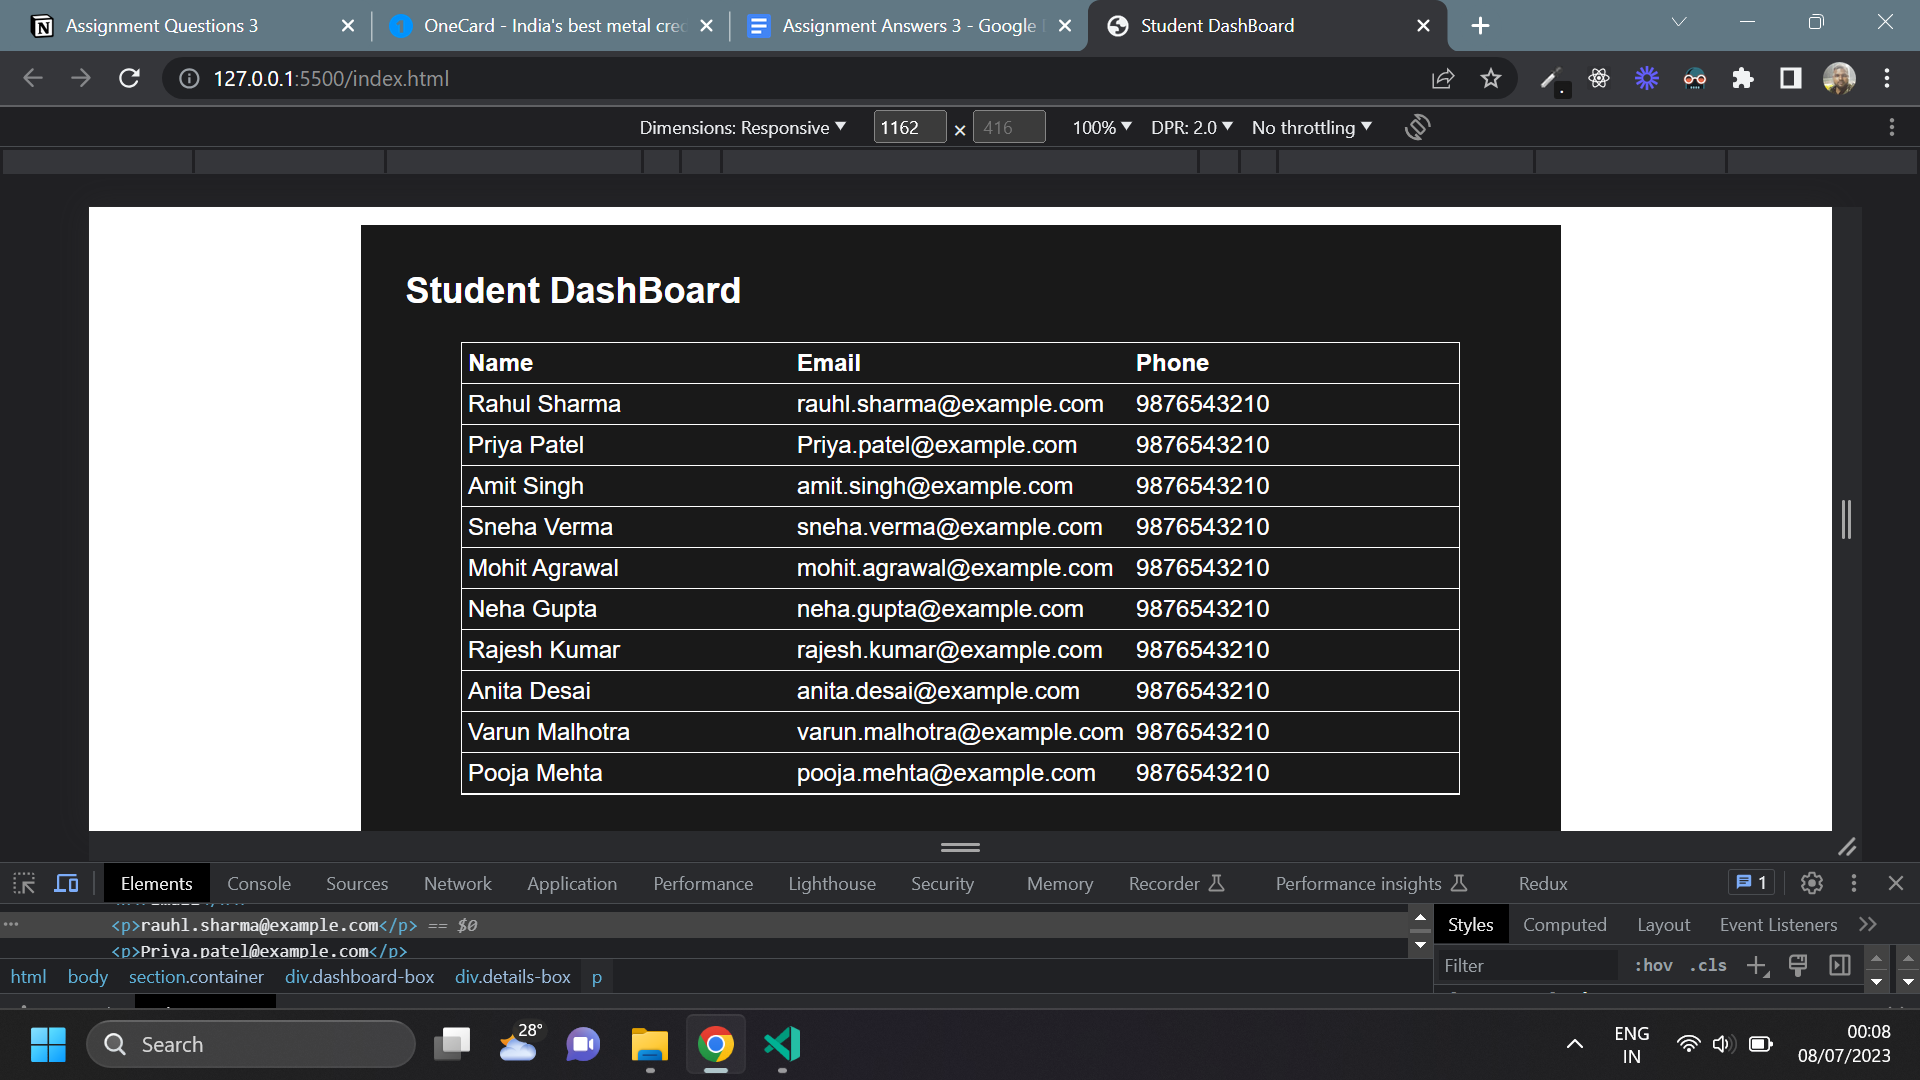 Assignment Questions 3
OneCard - India's best metal cred
Assignment Answers 3 - Google
Student DashBoard
127.0.0.1:5500/index.html
Dimensions: Responsive 1162 × 416 100% DPR: 2.0 No throttling
Student DashBoard
Name Email Phone
Rahul Sharma rauhl.sharma@example.com 9876543210
Priya Patel Priya.patel@example.com 9876543210
Amit Singh amit.singh@example.com 9876543210
Sneha Verma sneha.verma@example.com 9876543210
Mohit Agrawal mohit.agrawal@example.com 9876543210
Neha Gupta neha.gupta@example.com 9876543210
Rajesh Kumar rajesh.kumar@example.com 9876543210
Anita Desai anita.desai@example.com 9876543210
Varun Malhotra varun.malhotra@example.com 9876543210
Pooja Mehta pooja.mehta@example.com 9876543210
Elements Console Sources Network Application Performance Lighthouse Security Memory Recorder Performance insights Redux 1
<p>rauhl.sharma@example.com</p> == $0
<p>Priya.patel@example.com</p>
Styles Computed Layout Event Listeners
Filter :hov .cls
html body section.container div.dashboard-box div.details-box p
Search
28°
ENG
IN
00:08
08/07/2023